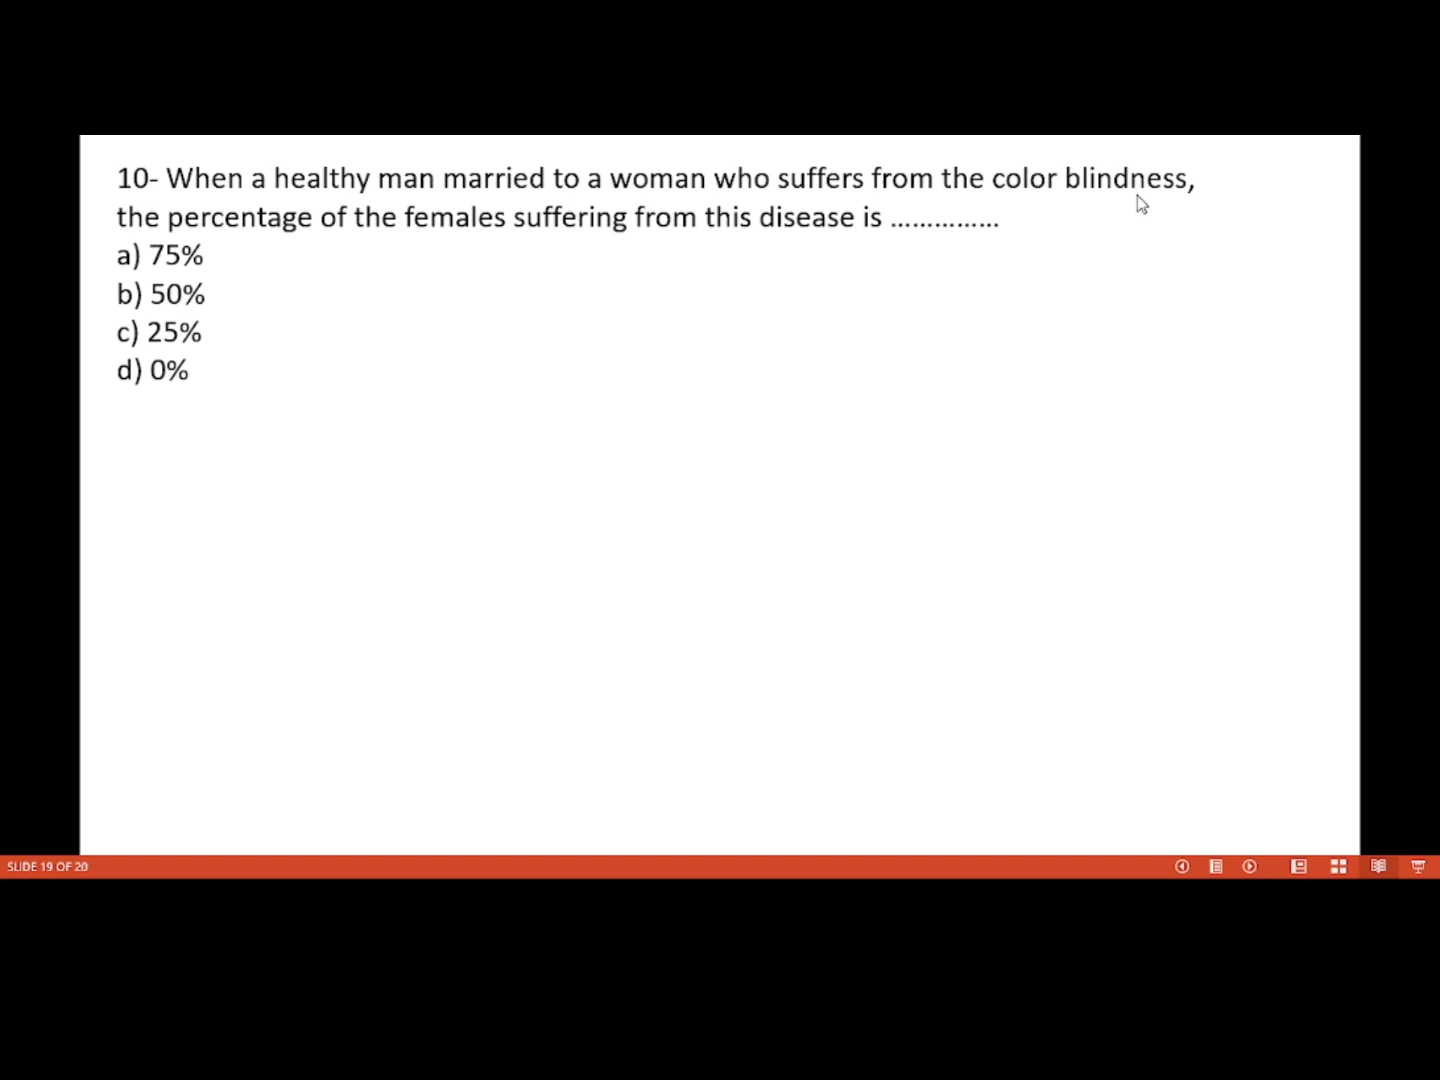 10- When a healthy man married to a woman who suffers from the color blindness,
the percentage of the females suffering from this disease is ...............
a) 75%
b) 50%
c) 25%
d) 0%
SLIDE 19 OF 20